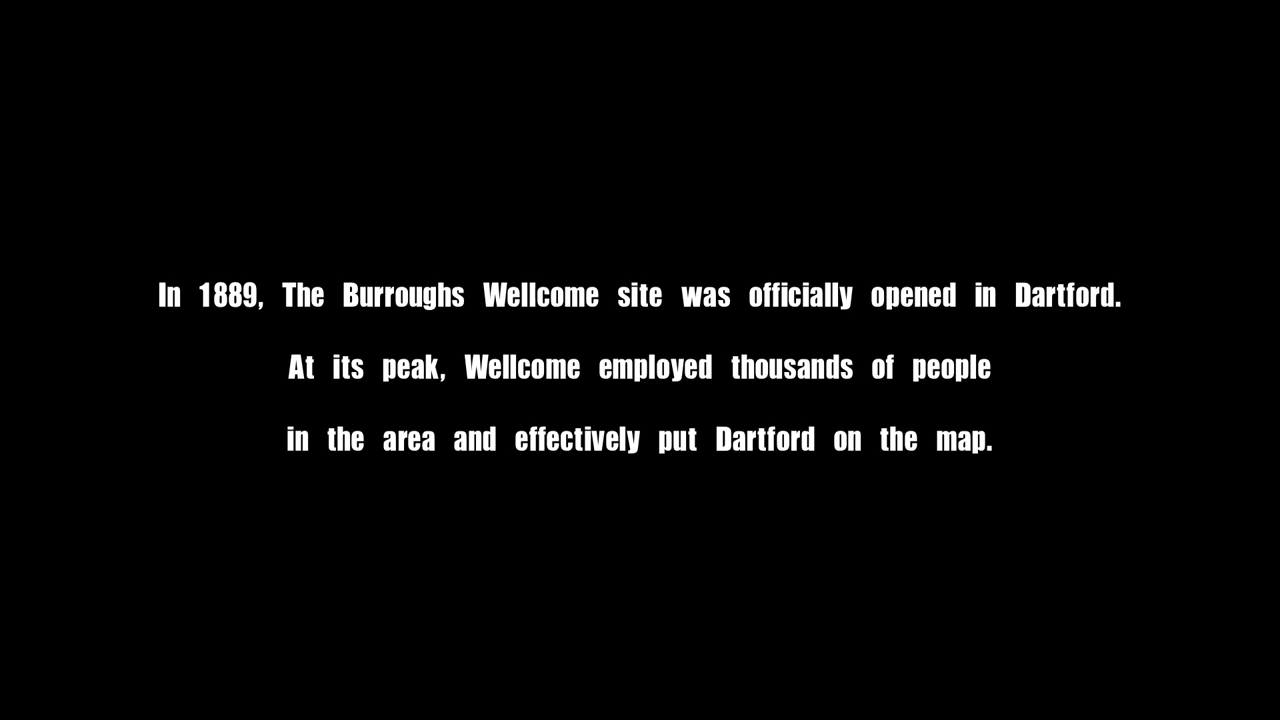 In 1889, The Burroughs Wellcome site was officially opened in Dartford.
At its peak, Wellcome employed thousands of people
in the area and effectively put Dartford on the map.